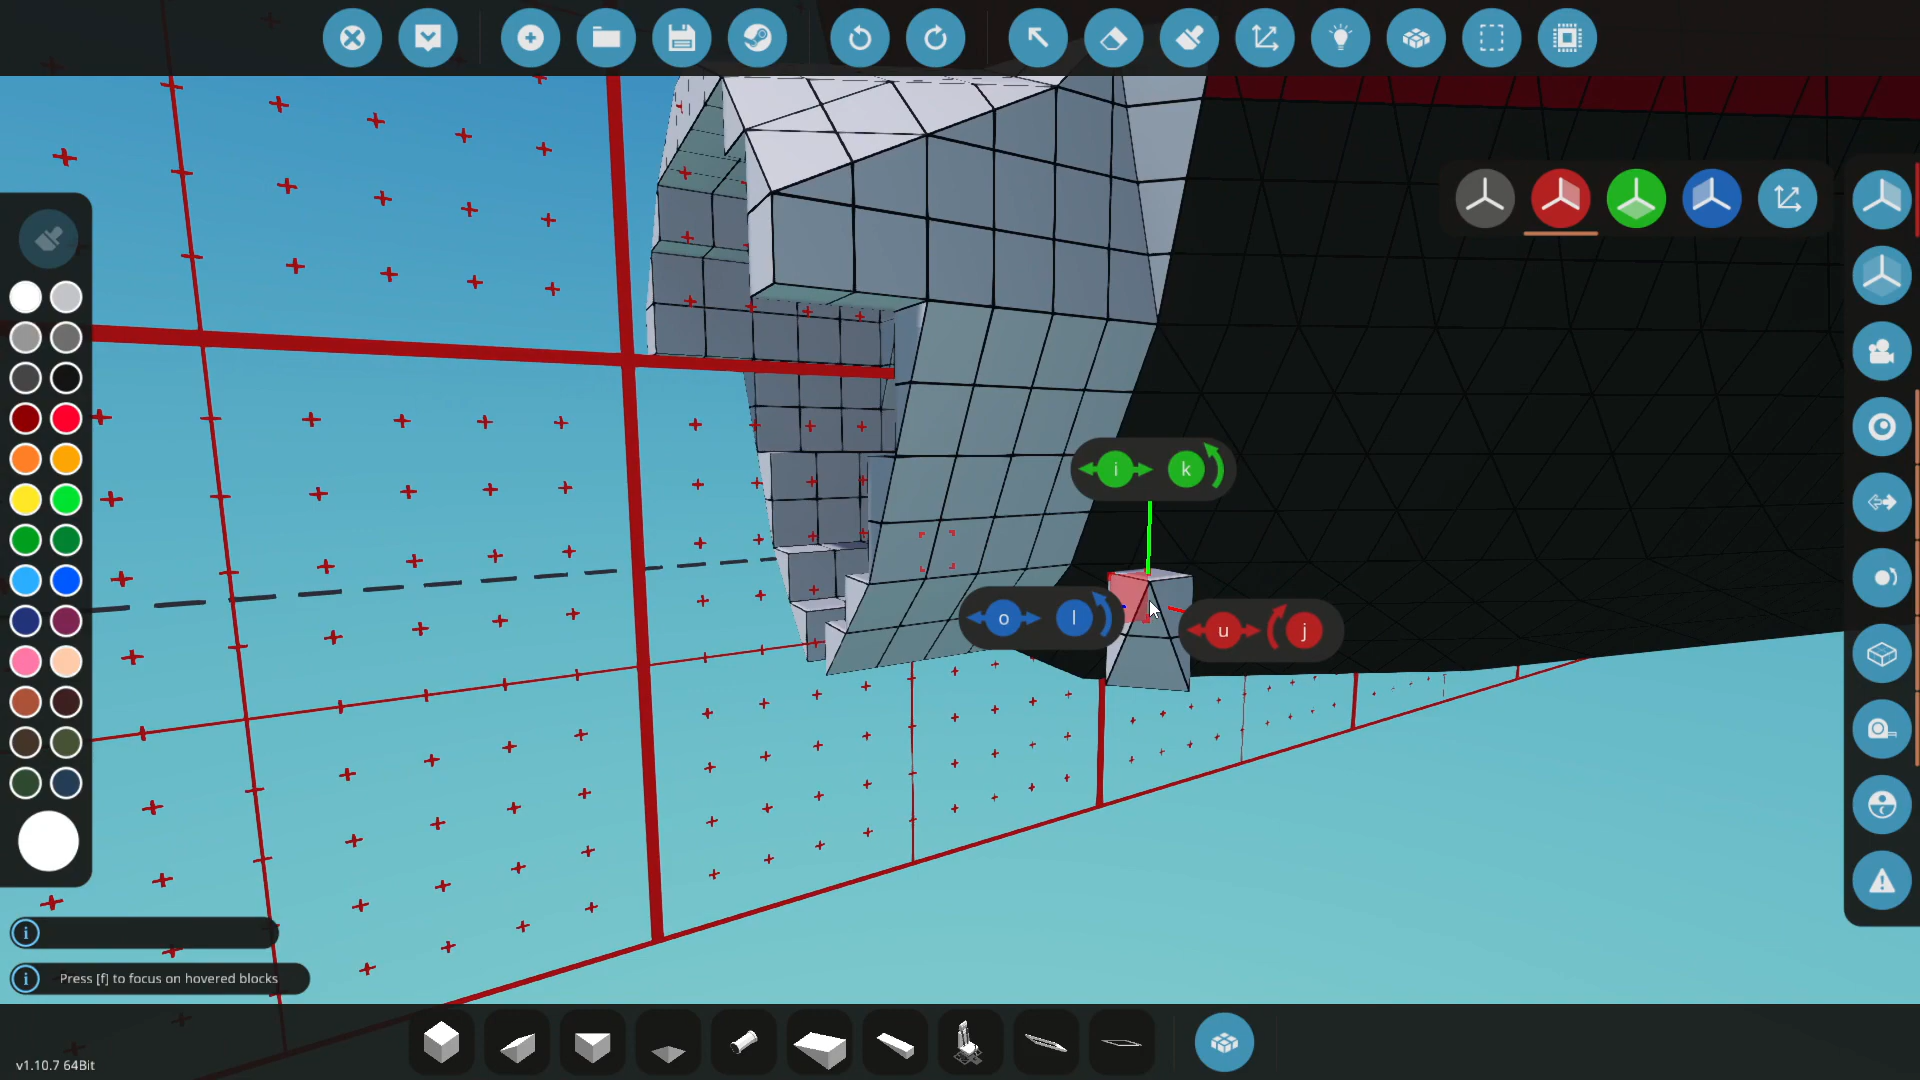 i k
o l
u j
Press [f] to focus on hovered blocks
v1.10.7 64Bit